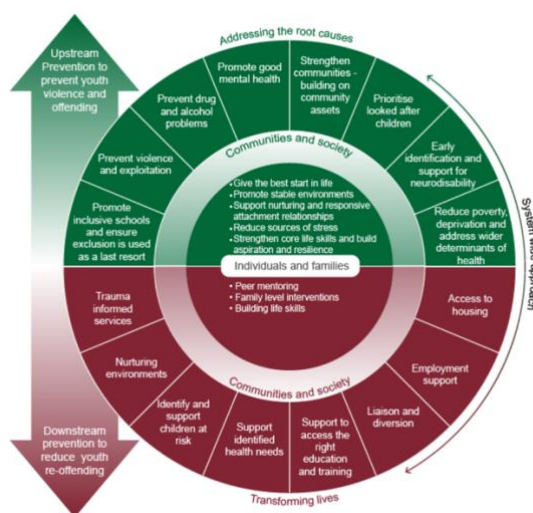 Addressing the root causes
Upstream
Prevention to
prevent youth
violence and
offending
Promote
inclusive schools
and ensure
exclusion is used
as a last resort
Prevent violence
and exploitation
Prevent drug
and alcohol
problems
Promote good
mental health
Strengthen
communities -
building on
community
assets
Prioritise
looked after
children
Early
identification and
support for
neurodisability
Reduce poverty,
deprivation and
address wider
determinants of
health
System wide approach
Communities and society
•Give the best start in life
•Promote stable environments
•Support nurturing and responsive
attachment relationships
•Reduce sources of stress
•Strengthen core life skills and build
aspiration and resilience
Individuals and families
• Peer mentoring
• Family level interventions
• Building life skills
Communities and society
Trauma
informed
services
Nurturing
environments
Identify and
support
children at
risk
Support
identified
health needs
Support to
access the
right
education
and training
Liaison and
diversion
Employment
support
Access to
housing
Downstream
prevention to
reduce youth
re-offending
Transforming lives